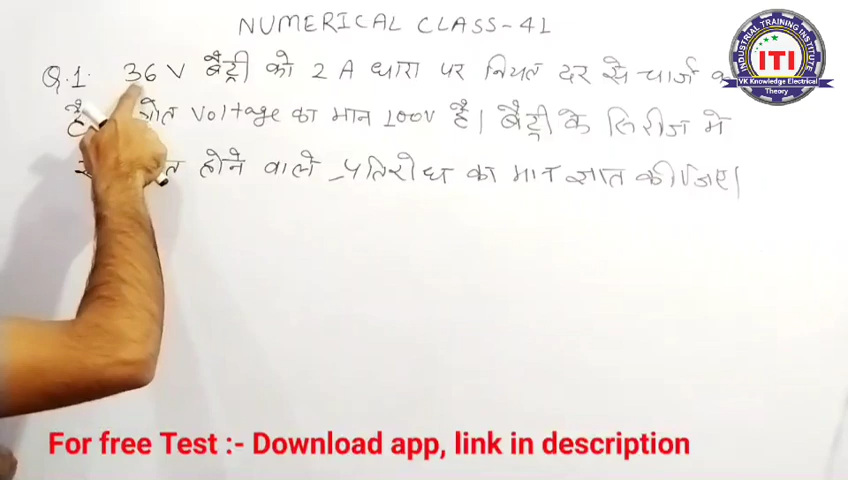 NUMERICAL CLASS-41
Q.1. 36 V बैट्री को 2 A धारा पर नियत दर से चार्ज
है स्रोत Voltage का मान 100V है। बैट्री के सिरीज मे
होने वाले प्रतिरोध का मान ज्ञात कीजिए।
INDUSTRIAL TRAINING INSTITUTE
ITI
VK Knowledge Electrical
Theory
For free Test :- Download app, link in description